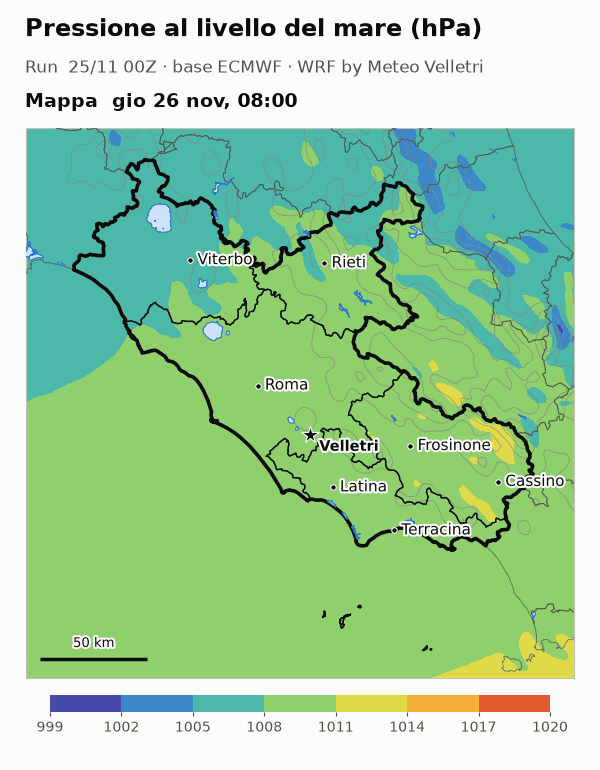 Pressione al livello del mare (hPa)
Run  25/11 00Z · base ECMWF · WRF by Meteo Velletri
Mappa  gio 26 nov, 08:00
Viterbo
Rieti
Roma
Velletri
Frosinone
Cassino
Latina
Terracina
50 km
999 1002 1005 1008 1011 1014 1017 1020